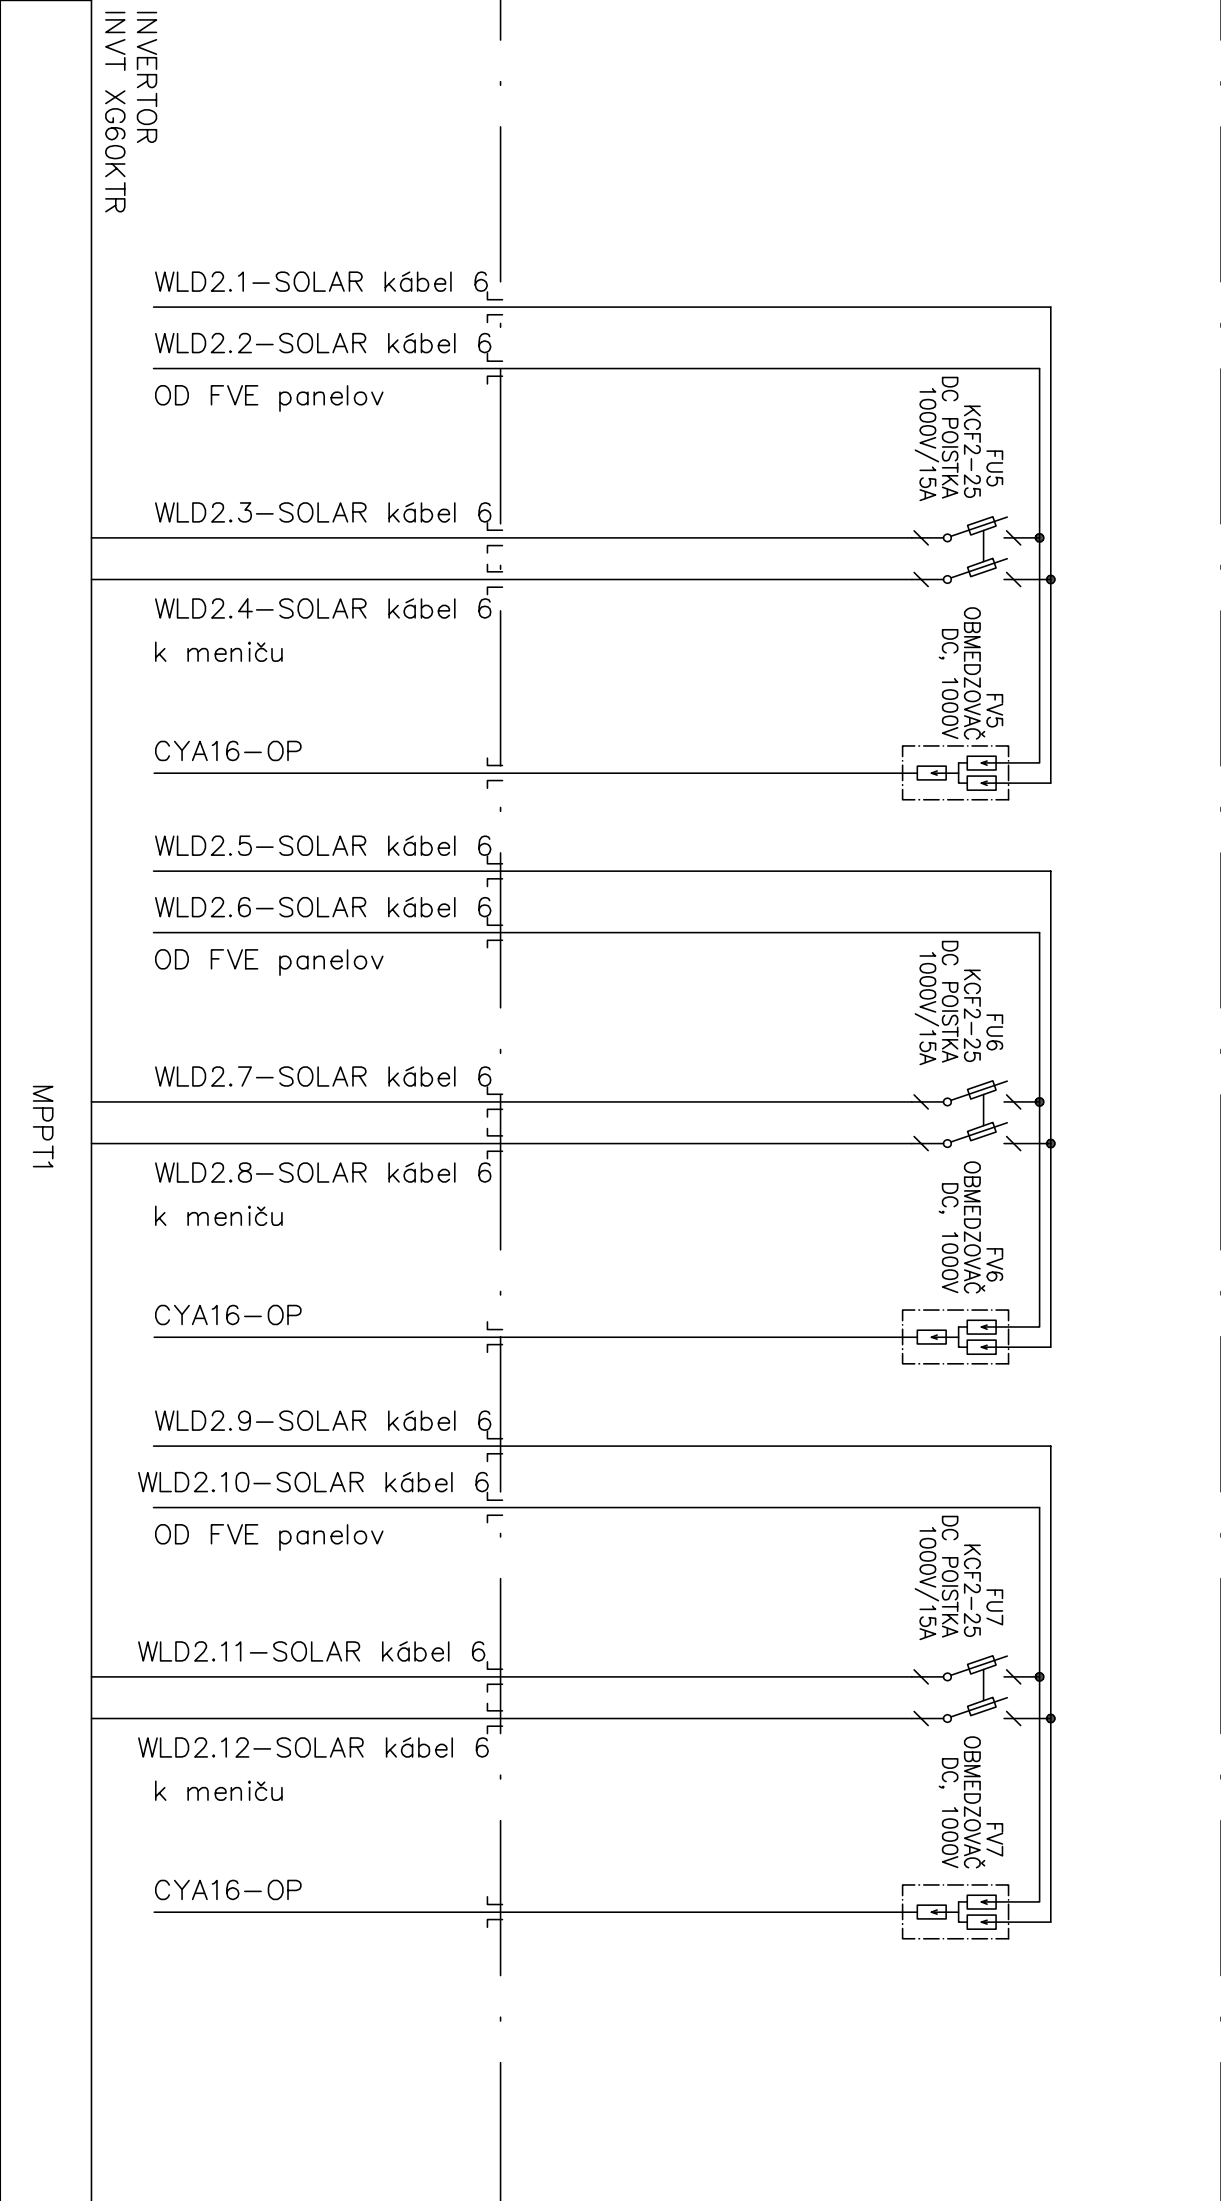 INVERTOR
INVT XG60KTR
WLD2.1-SOLAR kábel 6
WLD2.2-SOLAR kábel 6
OD FVE panelov
FU5
KCF2-25
DC POISTKA
1000V/15A
WLD2.3-SOLAR kábel 6
WLD2.4-SOLAR kábel 6
k meniču
FV5
OBMEDZOVAČ
DC, 1000V
CYA16-OP
WLD2.5-SOLAR kábel 6
WLD2.6-SOLAR kábel 6
OD FVE panelov
FU6
KCF2-25
DC POISTKA
1000V/15A
WLD2.7-SOLAR kábel 6
MPPT1
WLD2.8-SOLAR kábel 6
k meniču
FV6
OBMEDZOVAČ
DC, 1000V
CYA16-OP
WLD2.9-SOLAR kábel 6
WLD2.10-SOLAR kábel 6
OD FVE panelov
FU7
KCF2-25
DC POISTKA
1000V/15A
WLD2.11-SOLAR kábel 6
WLD2.12-SOLAR kábel 6
k meniču
FV7
OBMEDZOVAČ
DC, 1000V
CYA16-OP